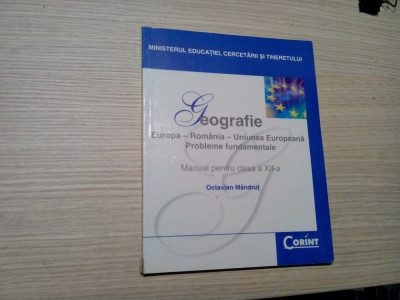 MINISTERUL EDUCAȚIEI, CERCETĂRII ȘI TINERETULUI
Geografie
Europa – România – Uniunea Europeană
Probleme fundamentale
Manual pentru clasa a XII-a
Octavian Mândruț
CORINT